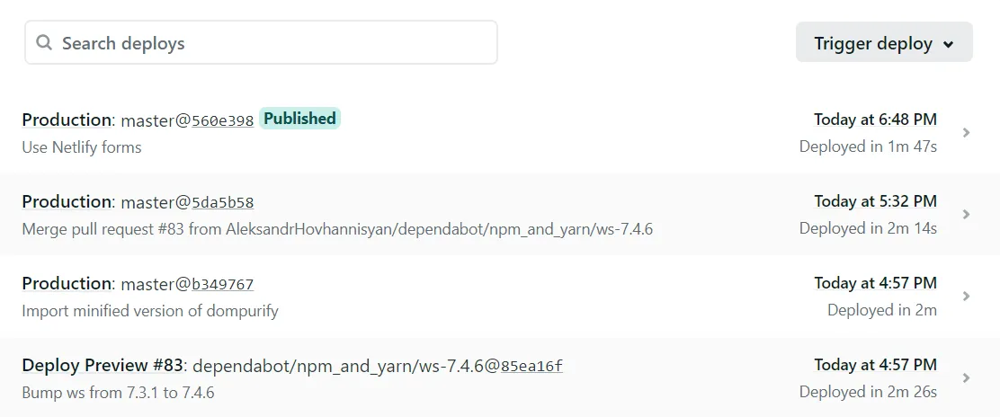 Search deploys
Trigger deploy
Production: master@560e398 Published
Today at 6:48 PM
Use Netlify forms
Deployed in 1m 47s
Production: master@5da5b58
Today at 5:32 PM
Merge pull request #83 from AleksandrHovhannisyan/dependabot/npm_and_yarn/ws-7.4.6
Deployed in 2m 14s
Production: master@b349767
Today at 4:57 PM
Import minified version of dompurify
Deployed in 2m
Deploy Preview #83: dependabot/npm_and_yarn/ws-7.4.6@85ea16f
Today at 4:57 PM
Bump ws from 7.3.1 to 7.4.6
Deployed in 2m 26s